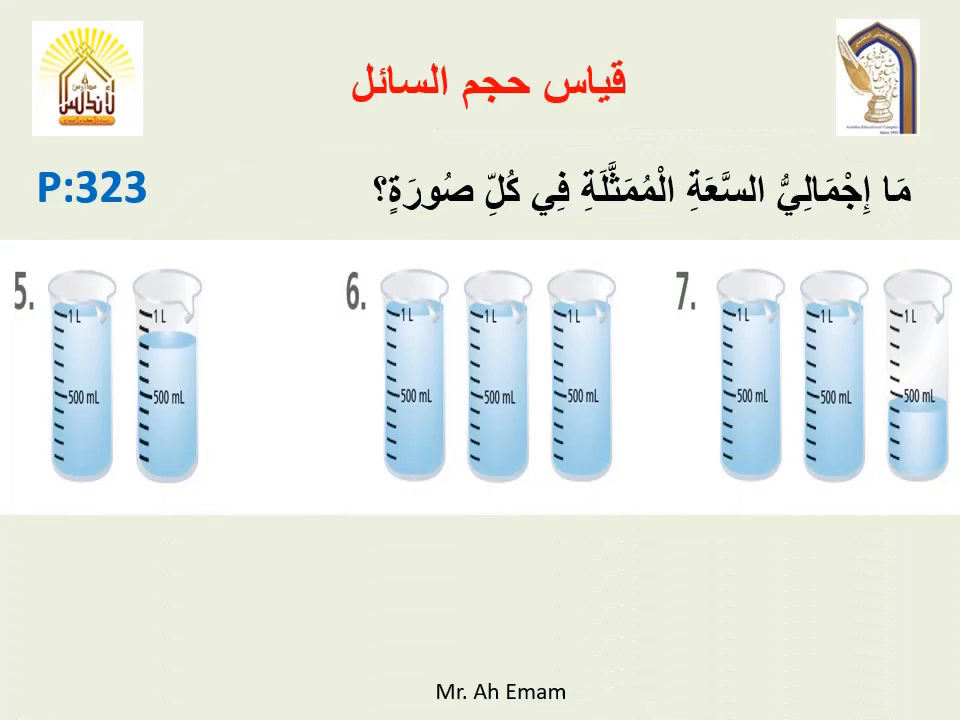 قياس حجم السائل
مَا إِجْمَالِيُّ السَّعَةِ الْمُمَثَّلَةِ فِي كُلِّ صُورَةٍ؟
P:323
5.
1 L
500 mL
1 L
500 mL
6.
1 L
500 mL
1 L
500 mL
1 L
500 mL
7.
1 L
500 mL
1 L
500 mL
1 L
500 mL
Mr. Ah Emam